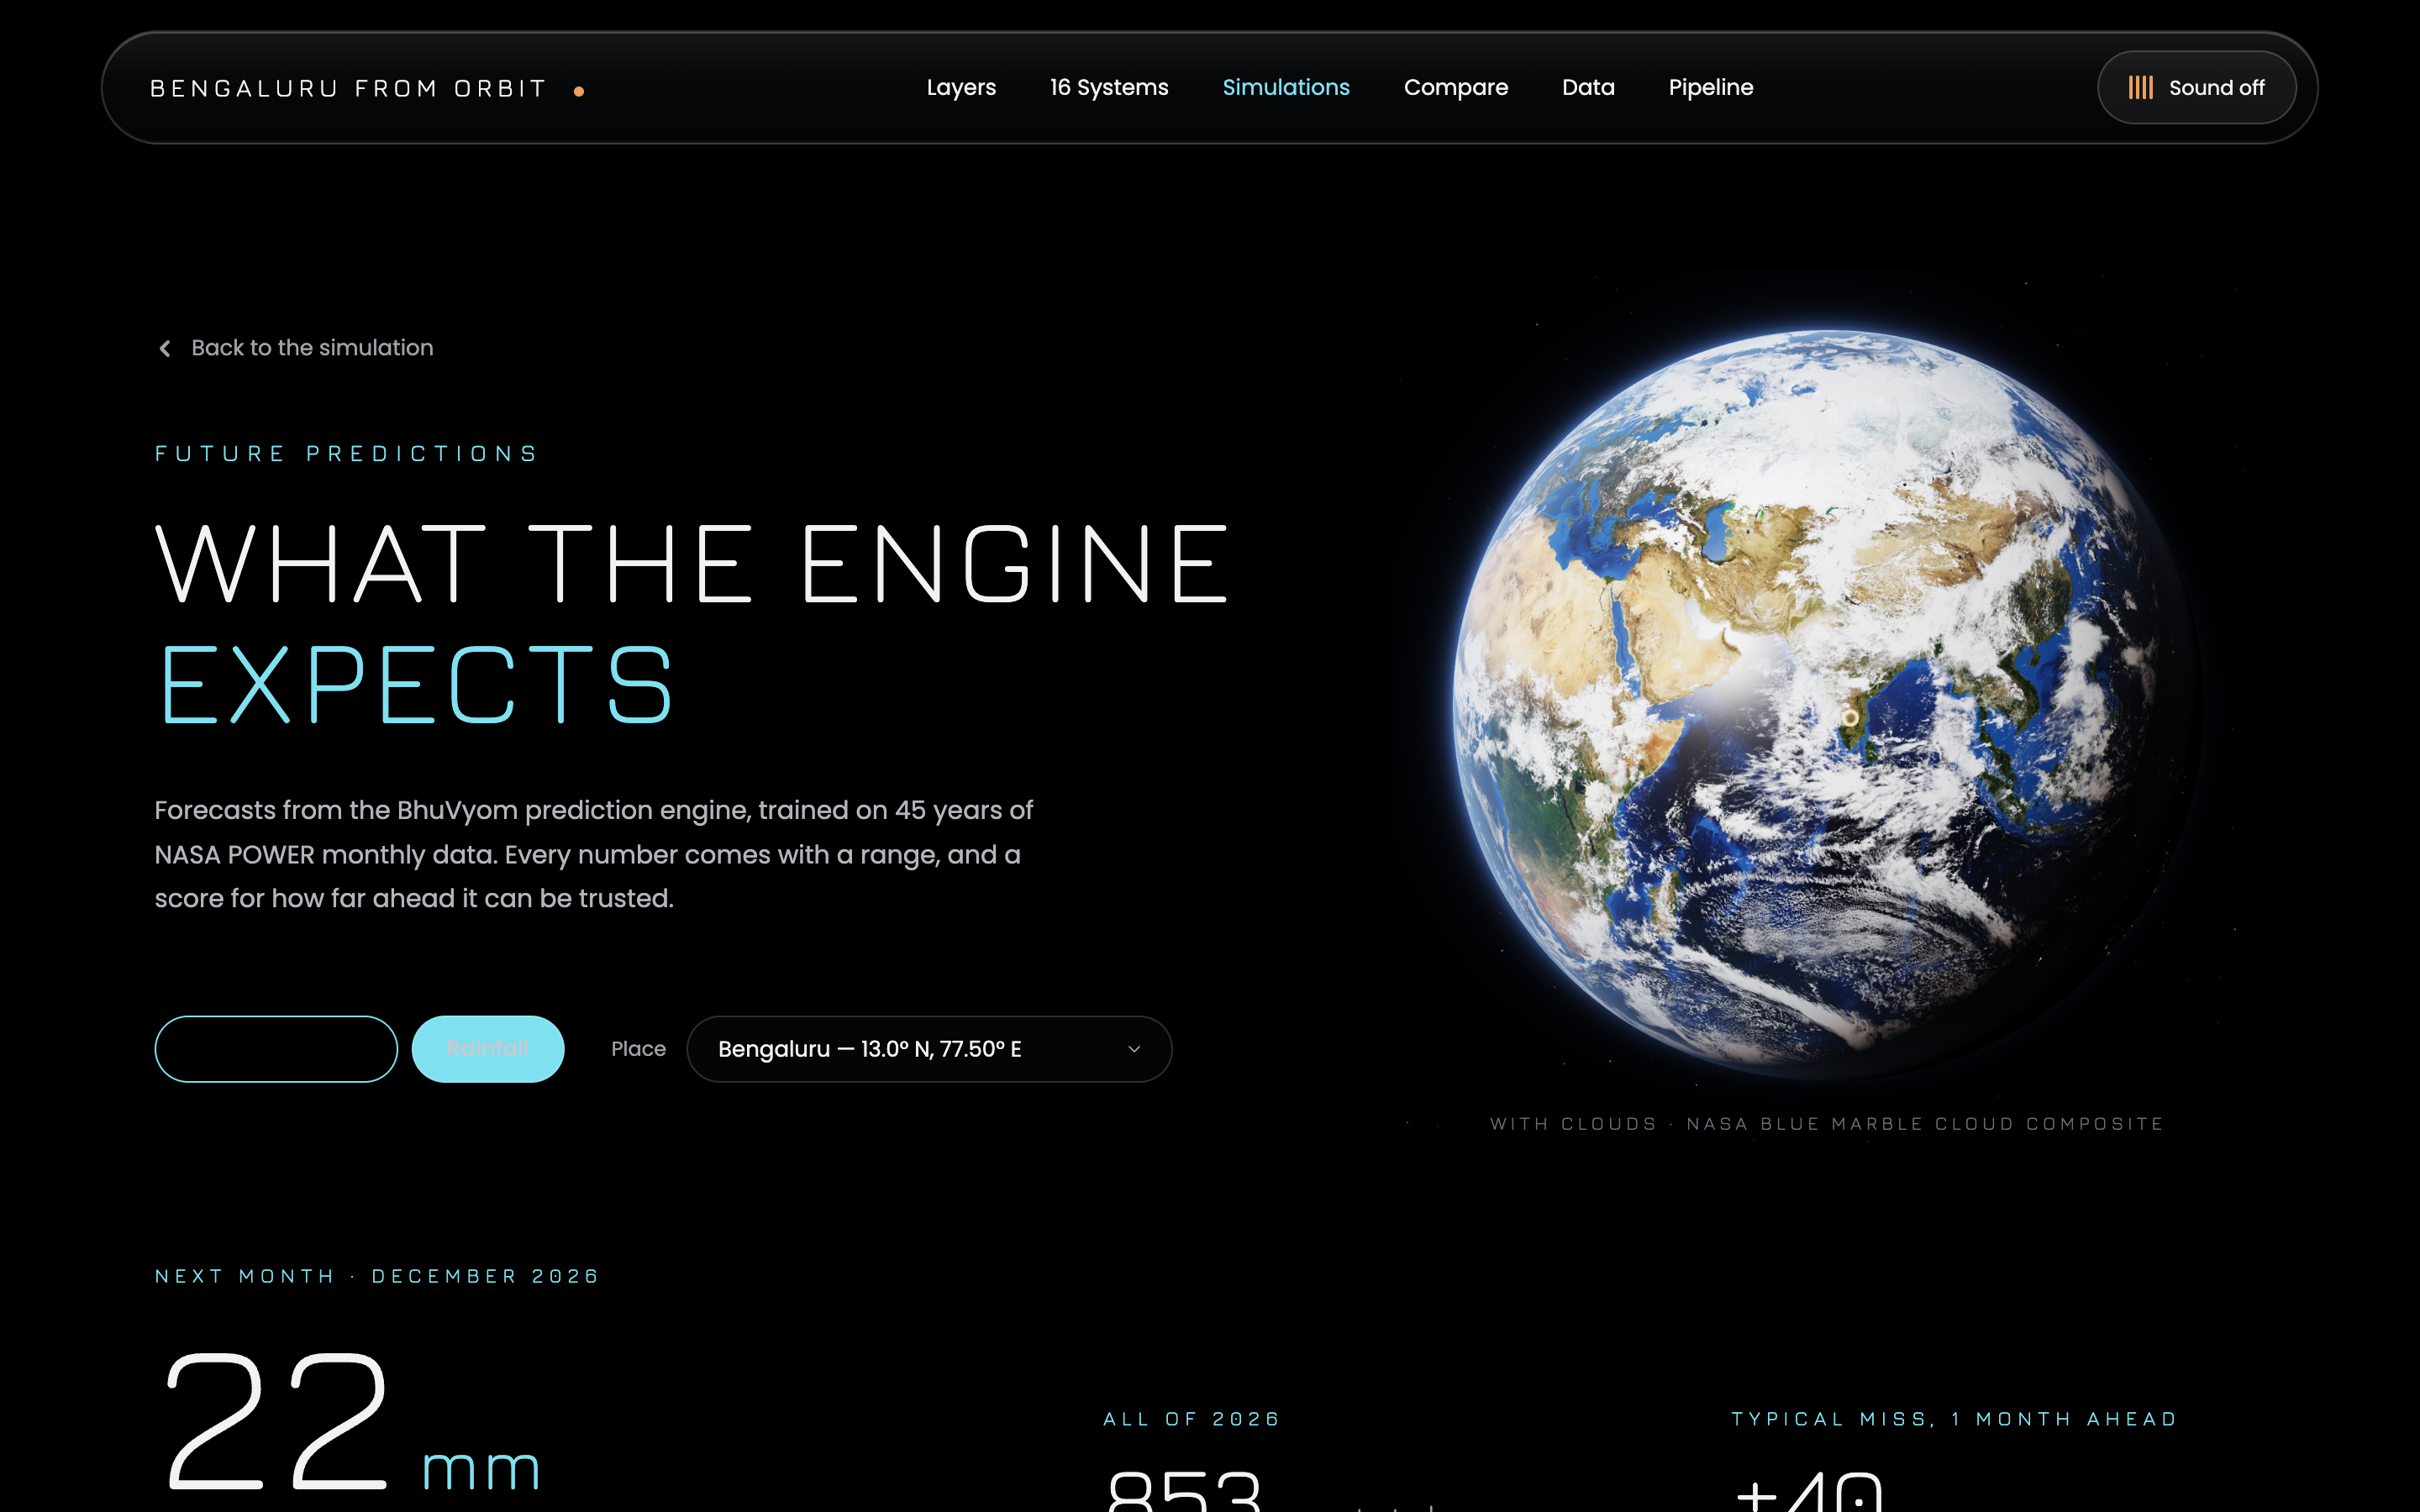 BENGALURU FROM ORBIT
Layers
16 Systems
Simulations
Compare
Data
Pipeline
Sound off
Back to the simulation
FUTURE PREDICTIONS
WHAT THE ENGINE
EXPECTS
Forecasts from the BhuVyom prediction engine, trained on 45 years of
NASA POWER monthly data. Every number comes with a range, and a
score for how far ahead it can be trusted.
Rainfall
Place
Bengaluru — 13.0° N, 77.50° E
WITH CLOUDS · NASA BLUE MARBLE CLOUD COMPOSITE
NEXT MONTH · DECEMBER 2026
22 mm
ALL OF 2026
853
TYPICAL MISS, 1 MONTH AHEAD
±40